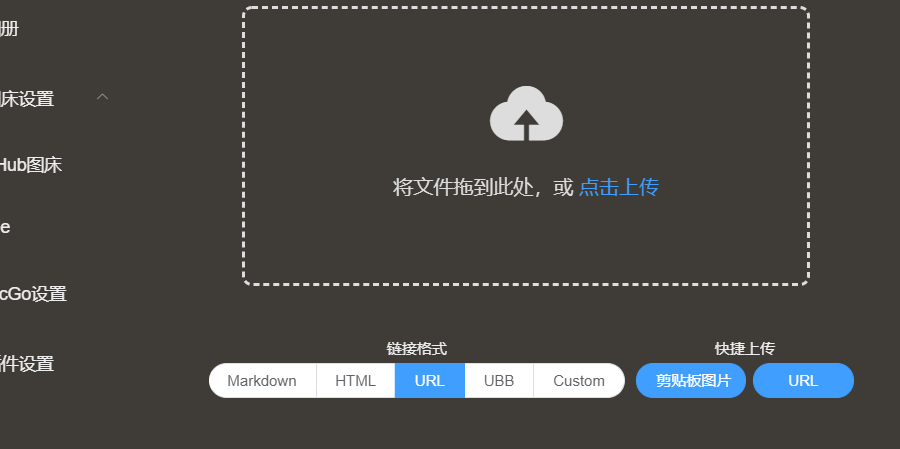 册
床设置
Hub图床
e
cGo设置
件设置
将文件拖到此处，或 点击上传
链接格式
Markdown HTML URL UBB Custom
快捷上传
剪贴板图片 URL